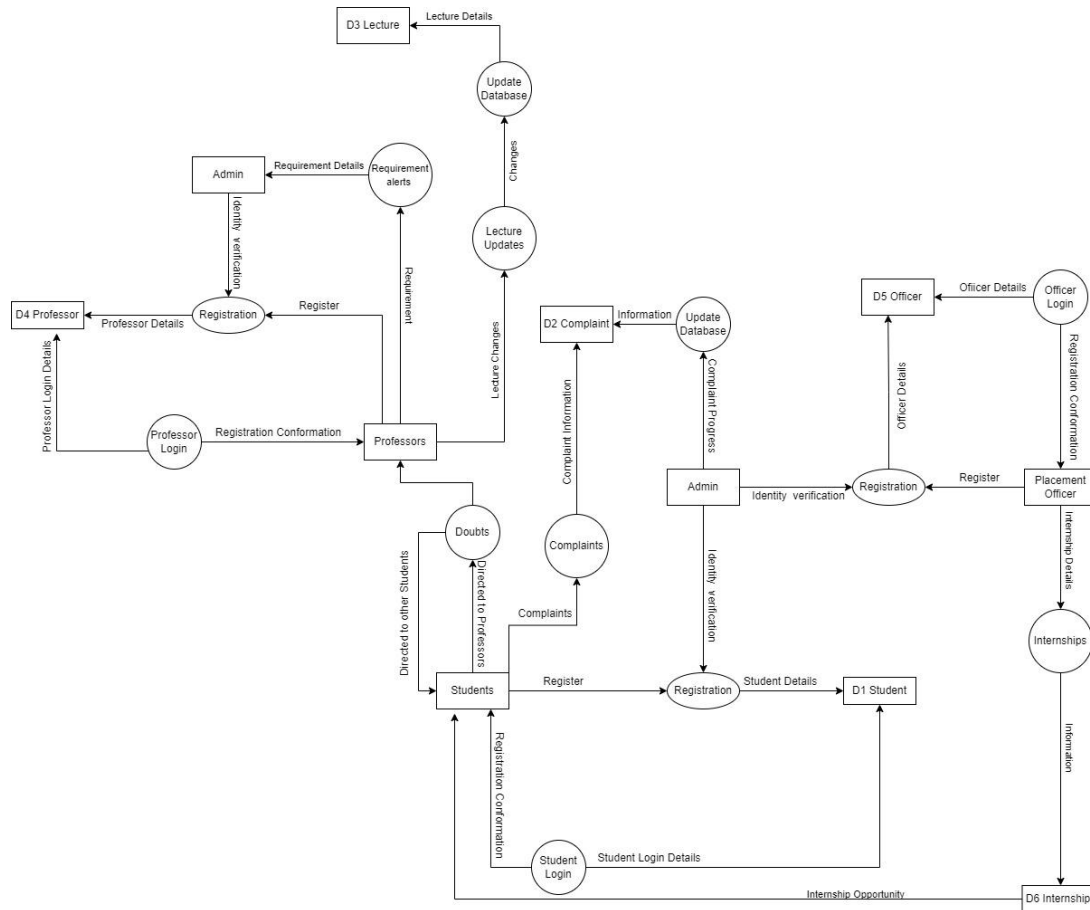 Lecture Details
D3 Lecture
Update
Database
Changes
Requirement Details
Requirement
alerts
Admin
Identity verification
Lecture
Updates
Requirement
Lecture Changes
D4 Professor
Professor Details
Registration
Register
Professor Login Details
Professor
Login
Registration Conformation
Professors
D2 Complaint
Information
Update
Database
Complaint Information
Complaint Progress
D5 Officer
Ofiicer Details
Officer
Login
Officer Details
Registration Conformation
Admin
Identity verification
Registration
Register
Placement
Officer
Doubts
Complaints
Directed to other Students
Directed to Professors
Complaints
Identity verification
Internship Details
Internships
Students
Register
Registration
Student Details
D1 Student
Information
Registration Conformation
Student
Login
Student Login Details
Internship Opportunity
D6 Internship